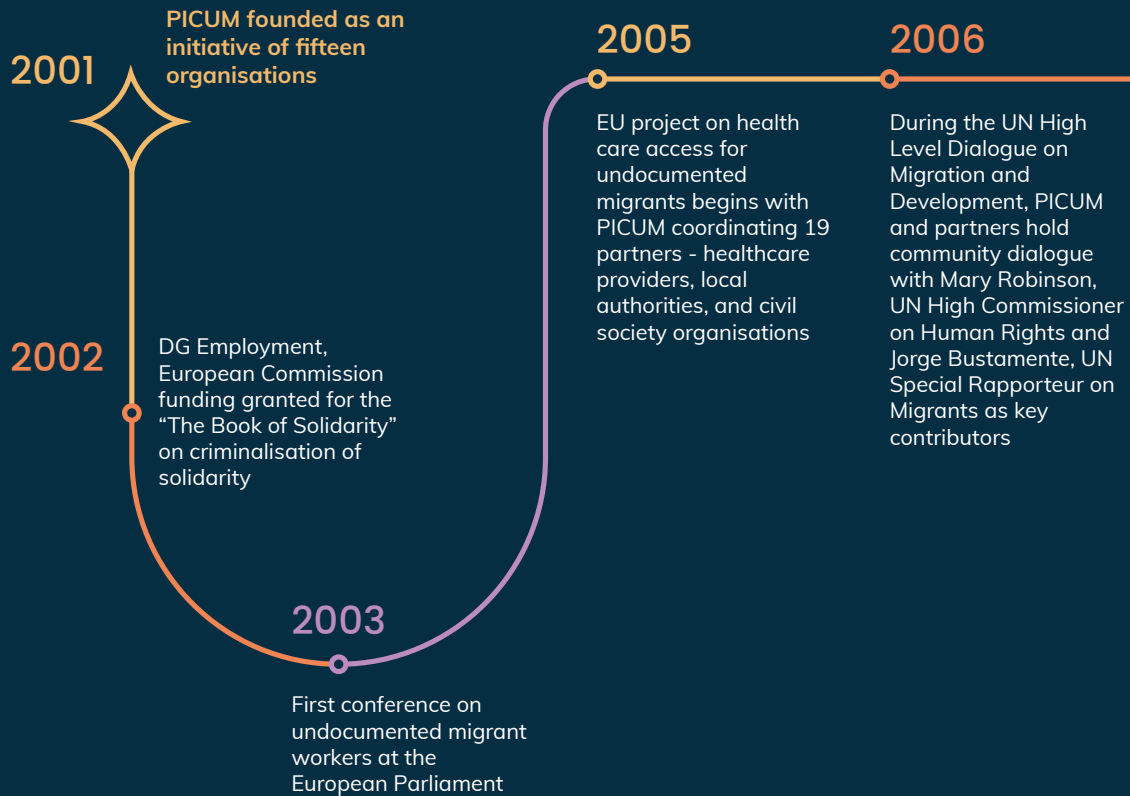 2001
PICUM founded as an
initiative of fifteen
organisations
2002
DG Employment,
European Commission
funding granted for the
“The Book of Solidarity”
on criminalisation of
solidarity
2003
First conference on
undocumented migrant
workers at the
European Parliament
2005
EU project on health
care access for
undocumented
migrants begins with
PICUM coordinating 19
partners - healthcare
providers, local
authorities, and civil
society organisations
2006
During the UN High
Level Dialogue on
Migration and
Development, PICUM
and partners hold
community dialogue
with Mary Robinson,
UN High Commissioner
on Human Rights and
Jorge Bustamente, UN
Special Rapporteur on
Migrants as key
contributors